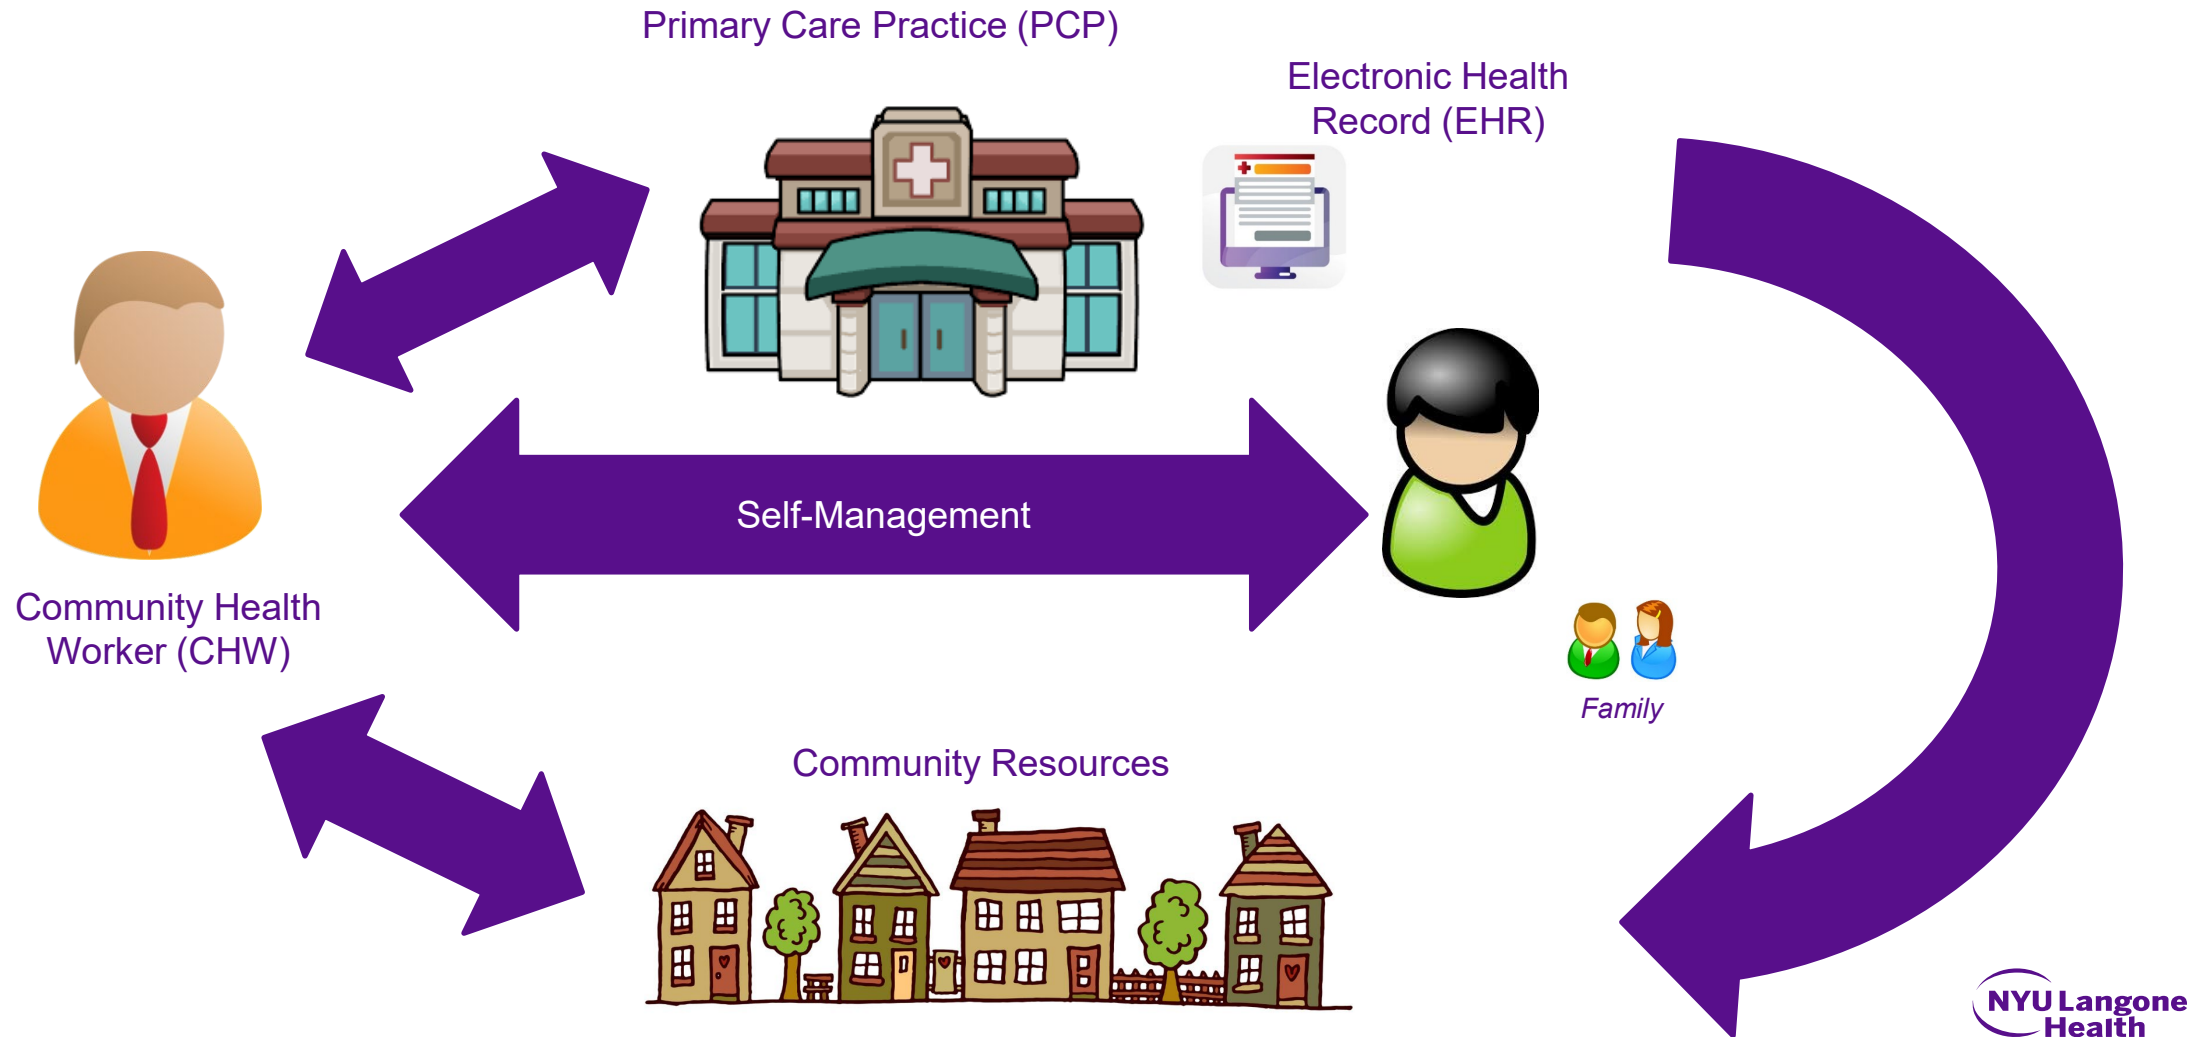 Primary Care Practice (PCP)
Electronic Health
Record (EHR)
Self-Management
Community Health
Worker (CHW)
Family
Community Resources
NYU Langone
Health